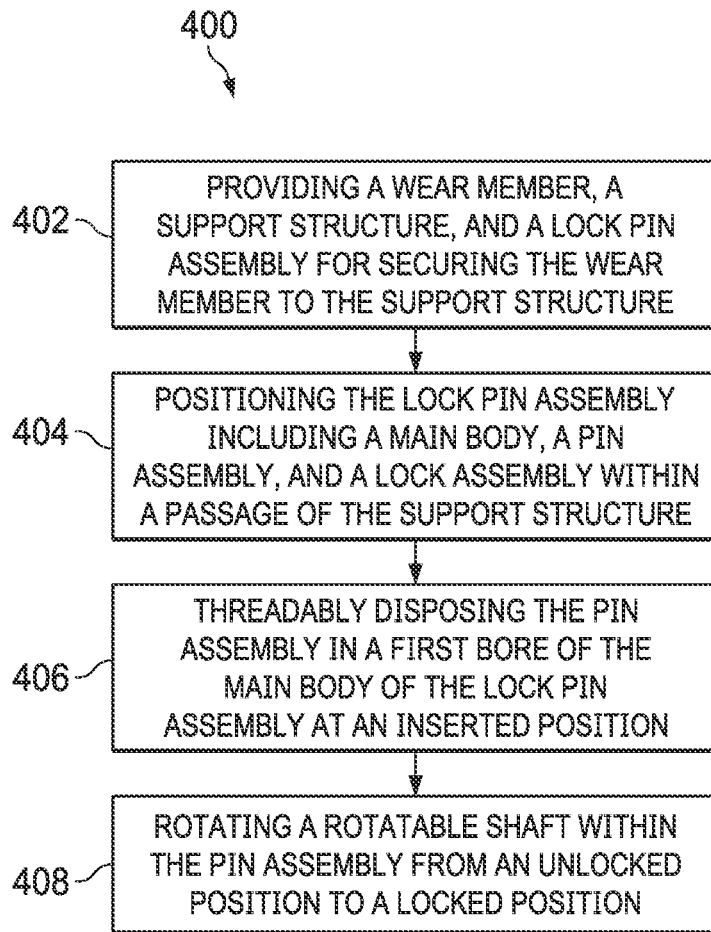 400
402
PROVIDING A WEAR MEMBER, A
SUPPORT STRUCTURE, AND A LOCK PIN
ASSEMBLY FOR SECURING THE WEAR
MEMBER TO THE SUPPORT STRUCTURE
404
POSITIONING THE LOCK PIN ASSEMBLY
INCLUDING A MAIN BODY, A PIN
ASSEMBLY, AND A LOCK ASSEMBLY WITHIN
A PASSAGE OF THE SUPPORT STRUCTURE
406
THREADABLY DISPOSING THE PIN
ASSEMBLY IN A FIRST BORE OF THE
MAIN BODY OF THE LOCK PIN
ASSEMBLY AT AN INSERTED POSITION
408
ROTATING A ROTATABLE SHAFT WITHIN
THE PIN ASSEMBLY FROM AN UNLOCKED
POSITION TO A LOCKED POSITION